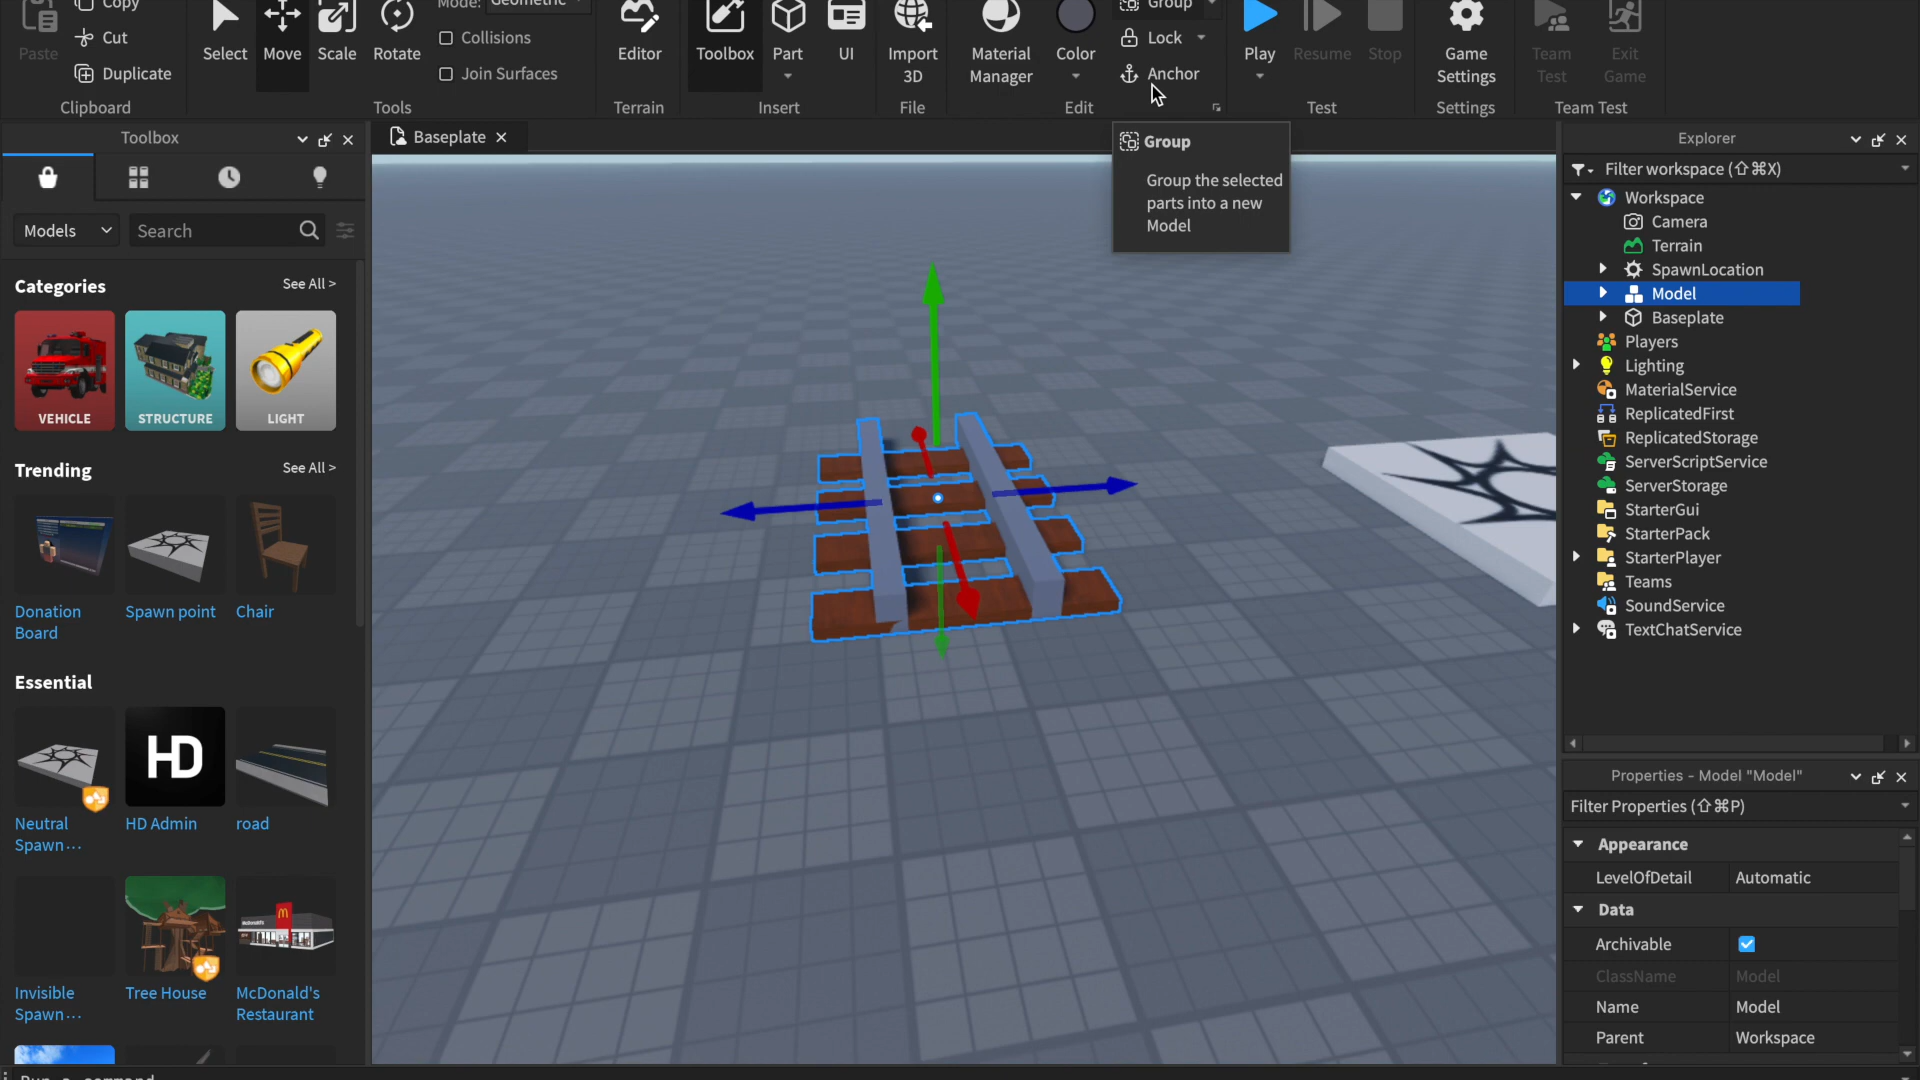 Copy
Mode: Geometric
Group
Paste
Cut
Select
Move
Scale
Rotate
Collisions
Editor
Toolbox
Part
UI
Import
3D
Material
Manager
Color
Lock
Play
Resume
Stop
Game
Settings
Team
Test
Exit
Game
Duplicate
Join Surfaces
Anchor
Clipboard
Tools
Terrain
Insert
File
Edit
Test
Settings
Team Test
Toolbox
Baseplate
Group
Group the selected
parts into a new
Model
Models
Search
Categories
See All >
VEHICLE
STRUCTURE
LIGHT
Trending
See All >
Donation
Board
Spawn point
Chair
Essential
HD
Neutral
Spawn...
HD Admin
road
Invisible
Spawn...
Tree House
McDonald's
Restaurant
Run a command
Explorer
Filter workspace (⇧⌘X)
Workspace
Camera
Terrain
SpawnLocation
Model
Baseplate
Players
Lighting
MaterialService
ReplicatedFirst
ReplicatedStorage
ServerScriptService
ServerStorage
StarterGui
StarterPack
StarterPlayer
Teams
SoundService
TextChatService
Properties - Model "Model"
Filter Properties (⇧⌘P)
Appearance
LevelOfDetail Automatic
Data
Archivable
ClassName Model
Name Model
Parent Workspace